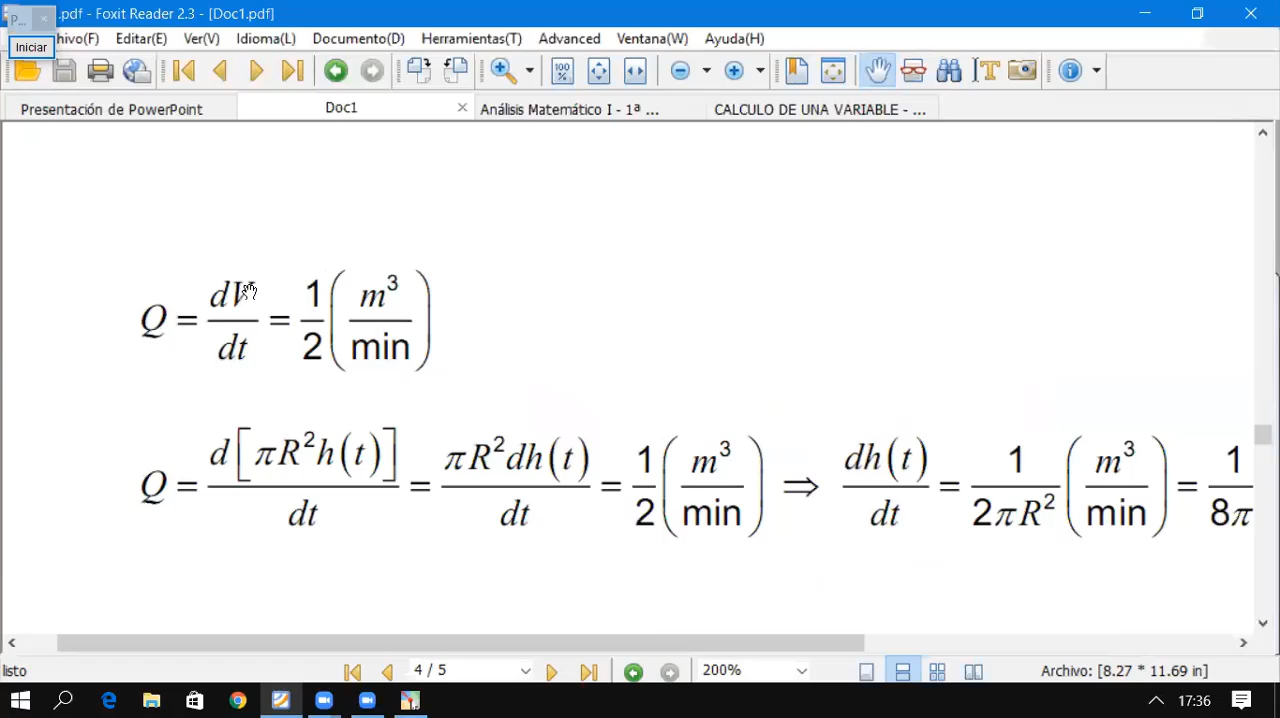 .pdf - Foxit Reader 2.3 - [Doc1.pdf]
P...
Iniciar
hivo(F) Editar(E) Ver(V) Idioma(L) Documento(D) Herramientas(T) Advanced Ventana(W) Ayuda(H)
Presentación de PowerPoint Doc1 Análisis Matemático I - 1ª ... CALCULO DE UNA VARIABLE - ...
Q = dV/dt = 1/2 (m³/min)
Q = d[πR²h(t)]/dt = πR²dh(t)/dt = 1/2 (m³/min) ⇒ dh(t)/dt = 1/(2πR²) (m³/min) = 1/8π
listo 4 / 5 200% Archivo: [8.27 * 11.69 in]
17:36